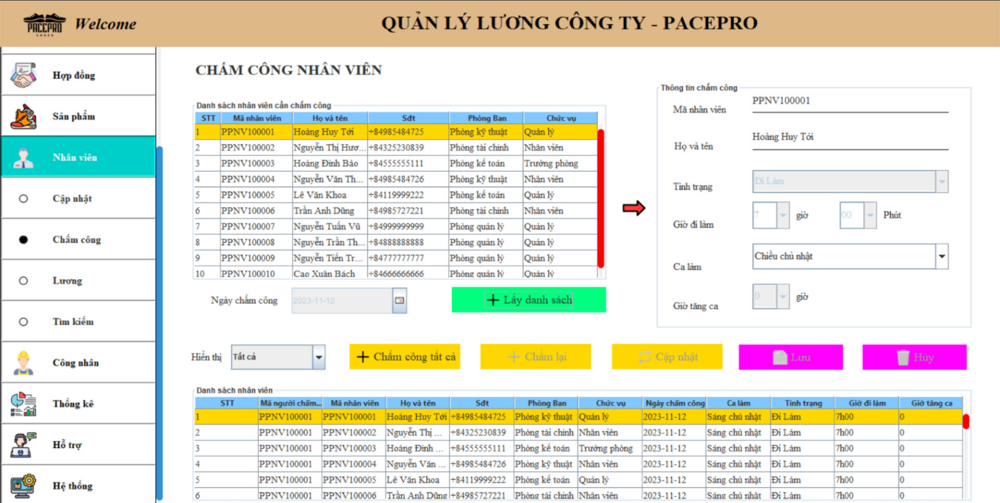 PACEPRO
SHOES
Welcome
QUẢN LÝ LƯƠNG CÔNG TY - PACEPRO
Hợp đồng
Sản phẩm
Nhân viên
Cập nhật
Chấm công
Lương
Tìm kiếm
Công nhân
Thống kê
Hỗ trợ
Hệ thống
CHẤM CÔNG NHÂN VIÊN
Danh sách nhân viên cần chấm công
STT Mã nhân viên Họ và tên Sđt Phòng Ban Chức vụ
1 PPNV100001 Hoàng Huy Tới +84985484725 Phòng kỹ thuật Quản lý
2 PPNV100002 Nguyễn Thị Hươ... +84325230839 Phòng tài chính Nhân viên
3 PPNV100003 Hoàng Đình Bảo +84555555111 Phòng kế toán Trưởng phòng
4 PPNV100004 Nguyễn Văn Th... +84985484726 Phòng kỹ thuật Nhân viên
5 PPNV100005 Lê Văn Khoa +84119999222 Phòng kế toán Quản lý
6 PPNV100006 Trần Anh Dũng +84985727221 Phòng tài chính Nhân viên
7 PPNV100007 Nguyễn Tuấn Vũ +84999999999 Phòng quản lý Quản lý
8 PPNV100008 Nguyễn Trần Th... +84888888888 Phòng quản lý Quản lý
9 PPNV100009 Nguyễn Tiến Tr... +84777777777 Phòng quản lý Quản lý
10 PPNV100010 Cao Xuân Bách +84666666666 Phòng quản lý Quản lý
Ngày chấm công 2023-11-12 Lấy danh sách
Thông tin chấm công
Mã nhân viên PPNV100001
Họ và tên Hoàng Huy Tới
Tình trạng Đi Làm
Giờ đi làm 7 giờ 00 Phút
Ca làm Chiều chủ nhật
Giờ tăng ca 0 giờ
Hiển thị Tất cả Chấm công tất cả Chấm lại Cập nhật Lưu Hủy
Danh sách nhân viên
STT Mã người chấm... Mã nhân viên Họ và tên Sđt Phòng Ban Chức vụ Ngày chấm công Ca làm Tình trạng Giờ đi làm Giờ tăng ca
1 PPNV100001 PPNV100001 Hoàng Huy Tới +84985484725 Phòng kỹ thuật Quản lý 2023-11-12 Sáng chủ nhật Đi Làm 7h00 0
2 PPNV100001 PPNV100002 Nguyễn Thị ... +84325230839 Phòng tài chính Nhân viên 2023-11-12 Sáng chủ nhật Đi Làm 7h00 0
3 PPNV100001 PPNV100003 Hoàng Đình ... +84555555111 Phòng kế toán Trưởng phòng 2023-11-12 Sáng chủ nhật Đi Làm 7h00 0
4 PPNV100001 PPNV100004 Nguyễn Văn ... +84985484726 Phòng kỹ thuật Nhân viên 2023-11-12 Sáng chủ nhật Đi Làm 7h00 0
5 PPNV100001 PPNV100005 Lê Văn Khoa +84119999222 Phòng kế toán Quản lý 2023-11-12 Sáng chủ nhật Đi Làm 7h00 0
6 PPNV100001 PPNV100006 Trần Anh Dũng +84985727221 Phòng tài chính Nhân viên 2023-11-12 Sáng chủ nhật Đi Làm 7h00 0